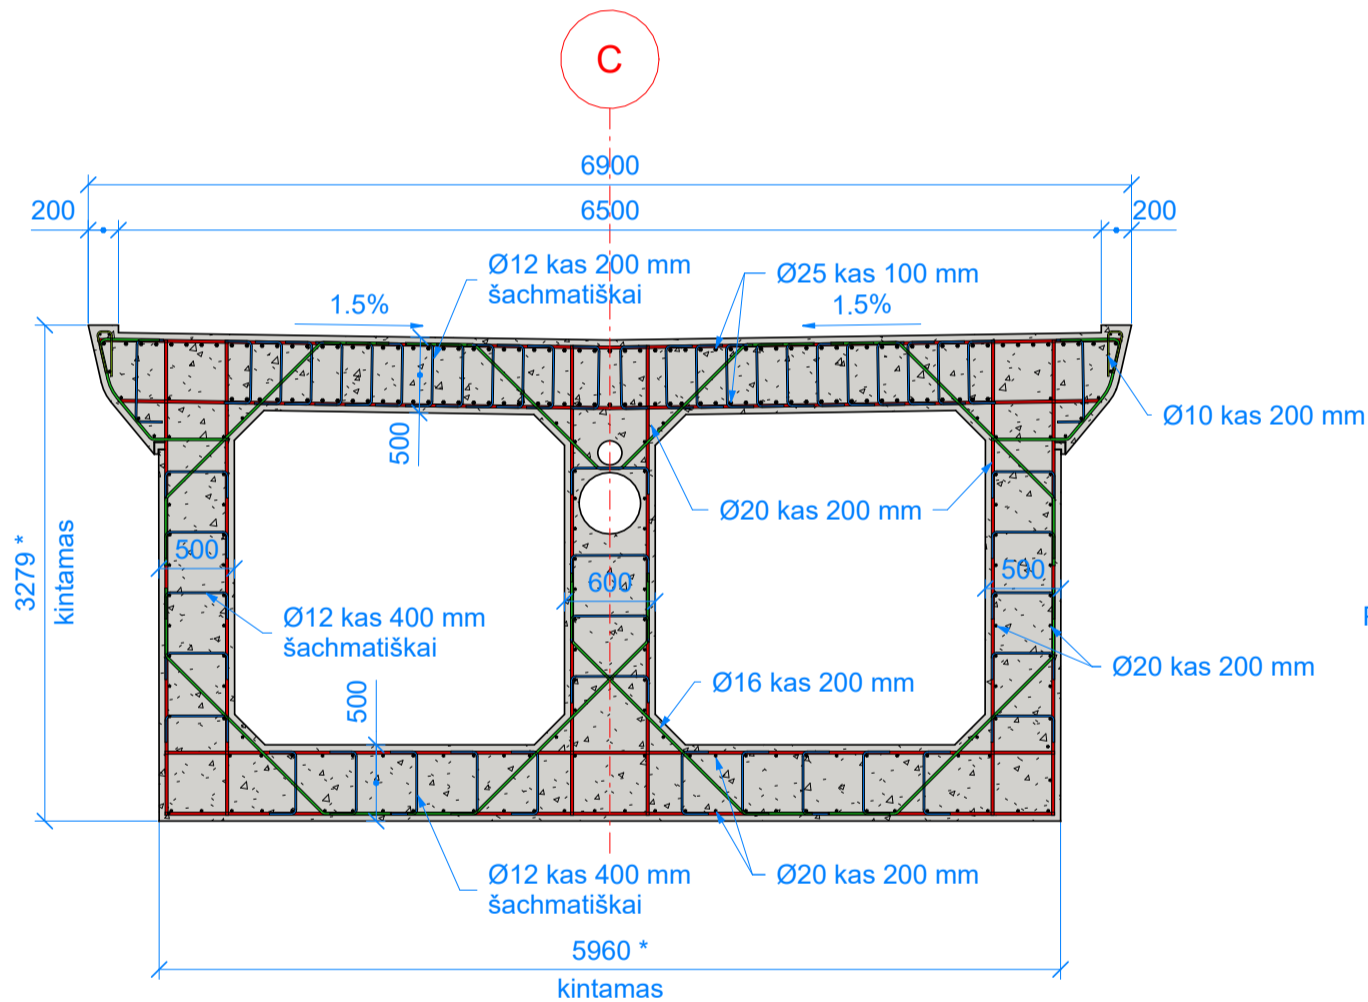 C
6900
200
6500
200
Ø12 kas 200 mm
šachmatiškai
Ø25 kas 100 mm
1.5%
1.5%
Ø10 kas 200 mm
500
Ø20 kas 200 mm
3279 *
kintamas
500
600
500
Ø12 kas 400 mm
šachmatiškai
Ø20 kas 200 mm
Ø16 kas 200 mm
500
Ø12 kas 400 mm
šachmatiškai
Ø20 kas 200 mm
5960 *
kintamas